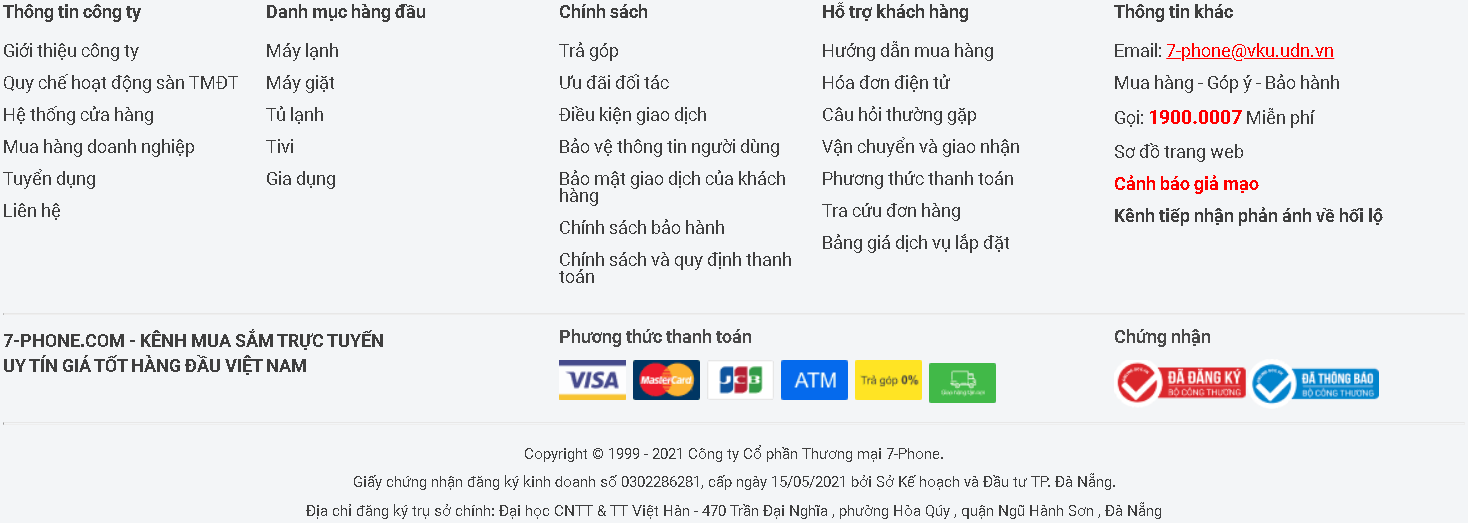 Thông tin công ty
Giới thiệu công ty
Quy chế hoạt động sàn TMĐT
Hệ thống cửa hàng
Mua hàng doanh nghiệp
Tuyển dụng
Liên hệ
Danh mục hàng đầu
Máy lạnh
Máy giặt
Tủ lạnh
Tivi
Gia dụng
Chính sách
Trả góp
Ưu đãi đối tác
Điều kiện giao dịch
Bảo vệ thông tin người dùng
Bảo mật giao dịch của khách
hàng
Chính sách bảo hành
Chính sách và quy định thanh
toán
Hỗ trợ khách hàng
Hướng dẫn mua hàng
Hóa đơn điện tử
Câu hỏi thường gặp
Vận chuyển và giao nhận
Phương thức thanh toán
Tra cứu đơn hàng
Bảng giá dịch vụ lắp đặt
Thông tin khác
Email: 7-phone@vku.udn.vn
Mua hàng - Góp ý - Bảo hành
Gọi: 1900.0007 Miễn phí
Sơ đồ trang web
Cảnh báo giả mạo
Kênh tiếp nhận phản ánh về hối lộ
7-PHONE.COM - KÊNH MUA SẮM TRỰC TUYẾN
UY TÍN GIÁ TỐT HÀNG ĐẦU VIỆT NAM
Phương thức thanh toán
VISA
MasterCard
JCB
ATM
Trả góp 0%
Giao hàng tận nơi
Chứng nhận
ĐÃ ĐĂNG KÝ
BỘ CÔNG THƯƠNG
ĐÃ THÔNG BÁO
BỘ CÔNG THƯƠNG
Copyright © 1999 - 2021 Công ty Cổ phần Thương mại 7-Phone.
Giấy chứng nhận đăng ký kinh doanh số 0302286281, cấp ngày 15/05/2021 bởi Sở Kế hoạch và Đầu tư TP. Đà Nẵng.
Địa chỉ đăng ký trụ sở chính: Đại học CNTT & TT Việt Hàn - 470 Trần Đại Nghĩa , phường Hòa Qúy , quận Ngũ Hành Sơn , Đà Nẵng